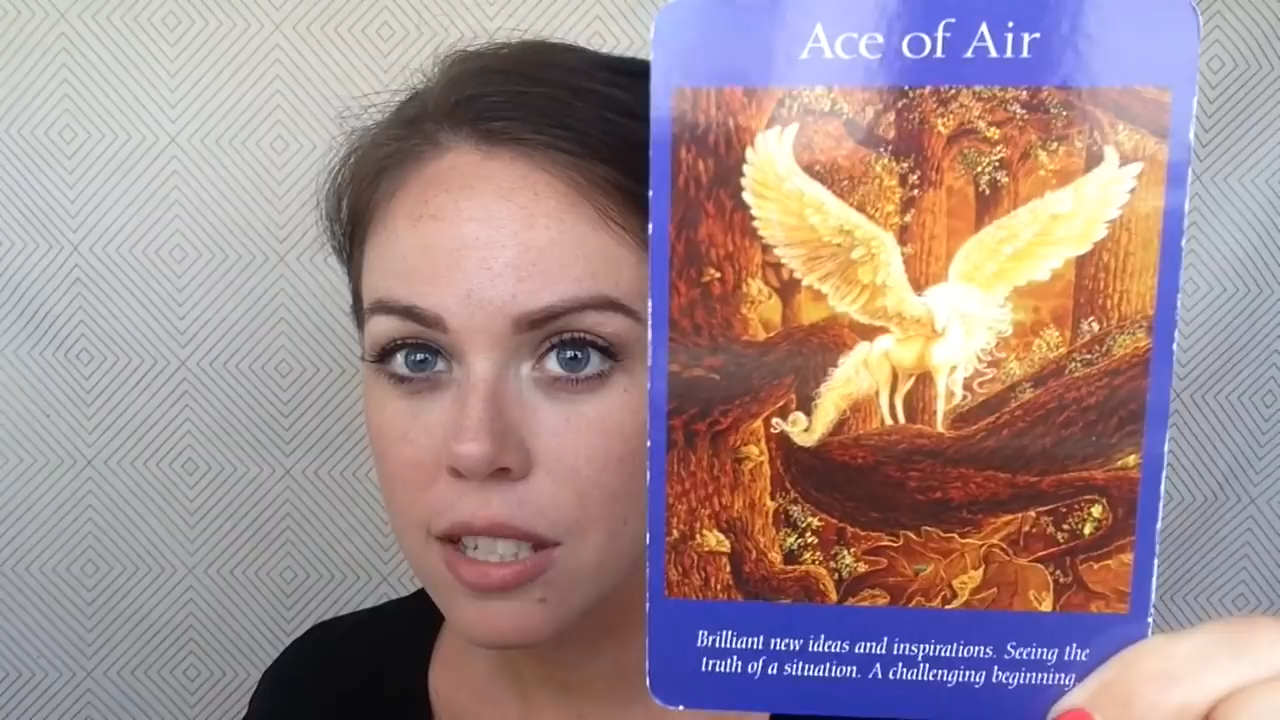 Ace of Air
Brilliant new ideas and inspirations. Seeing the
truth of a situation. A challenging beginning.